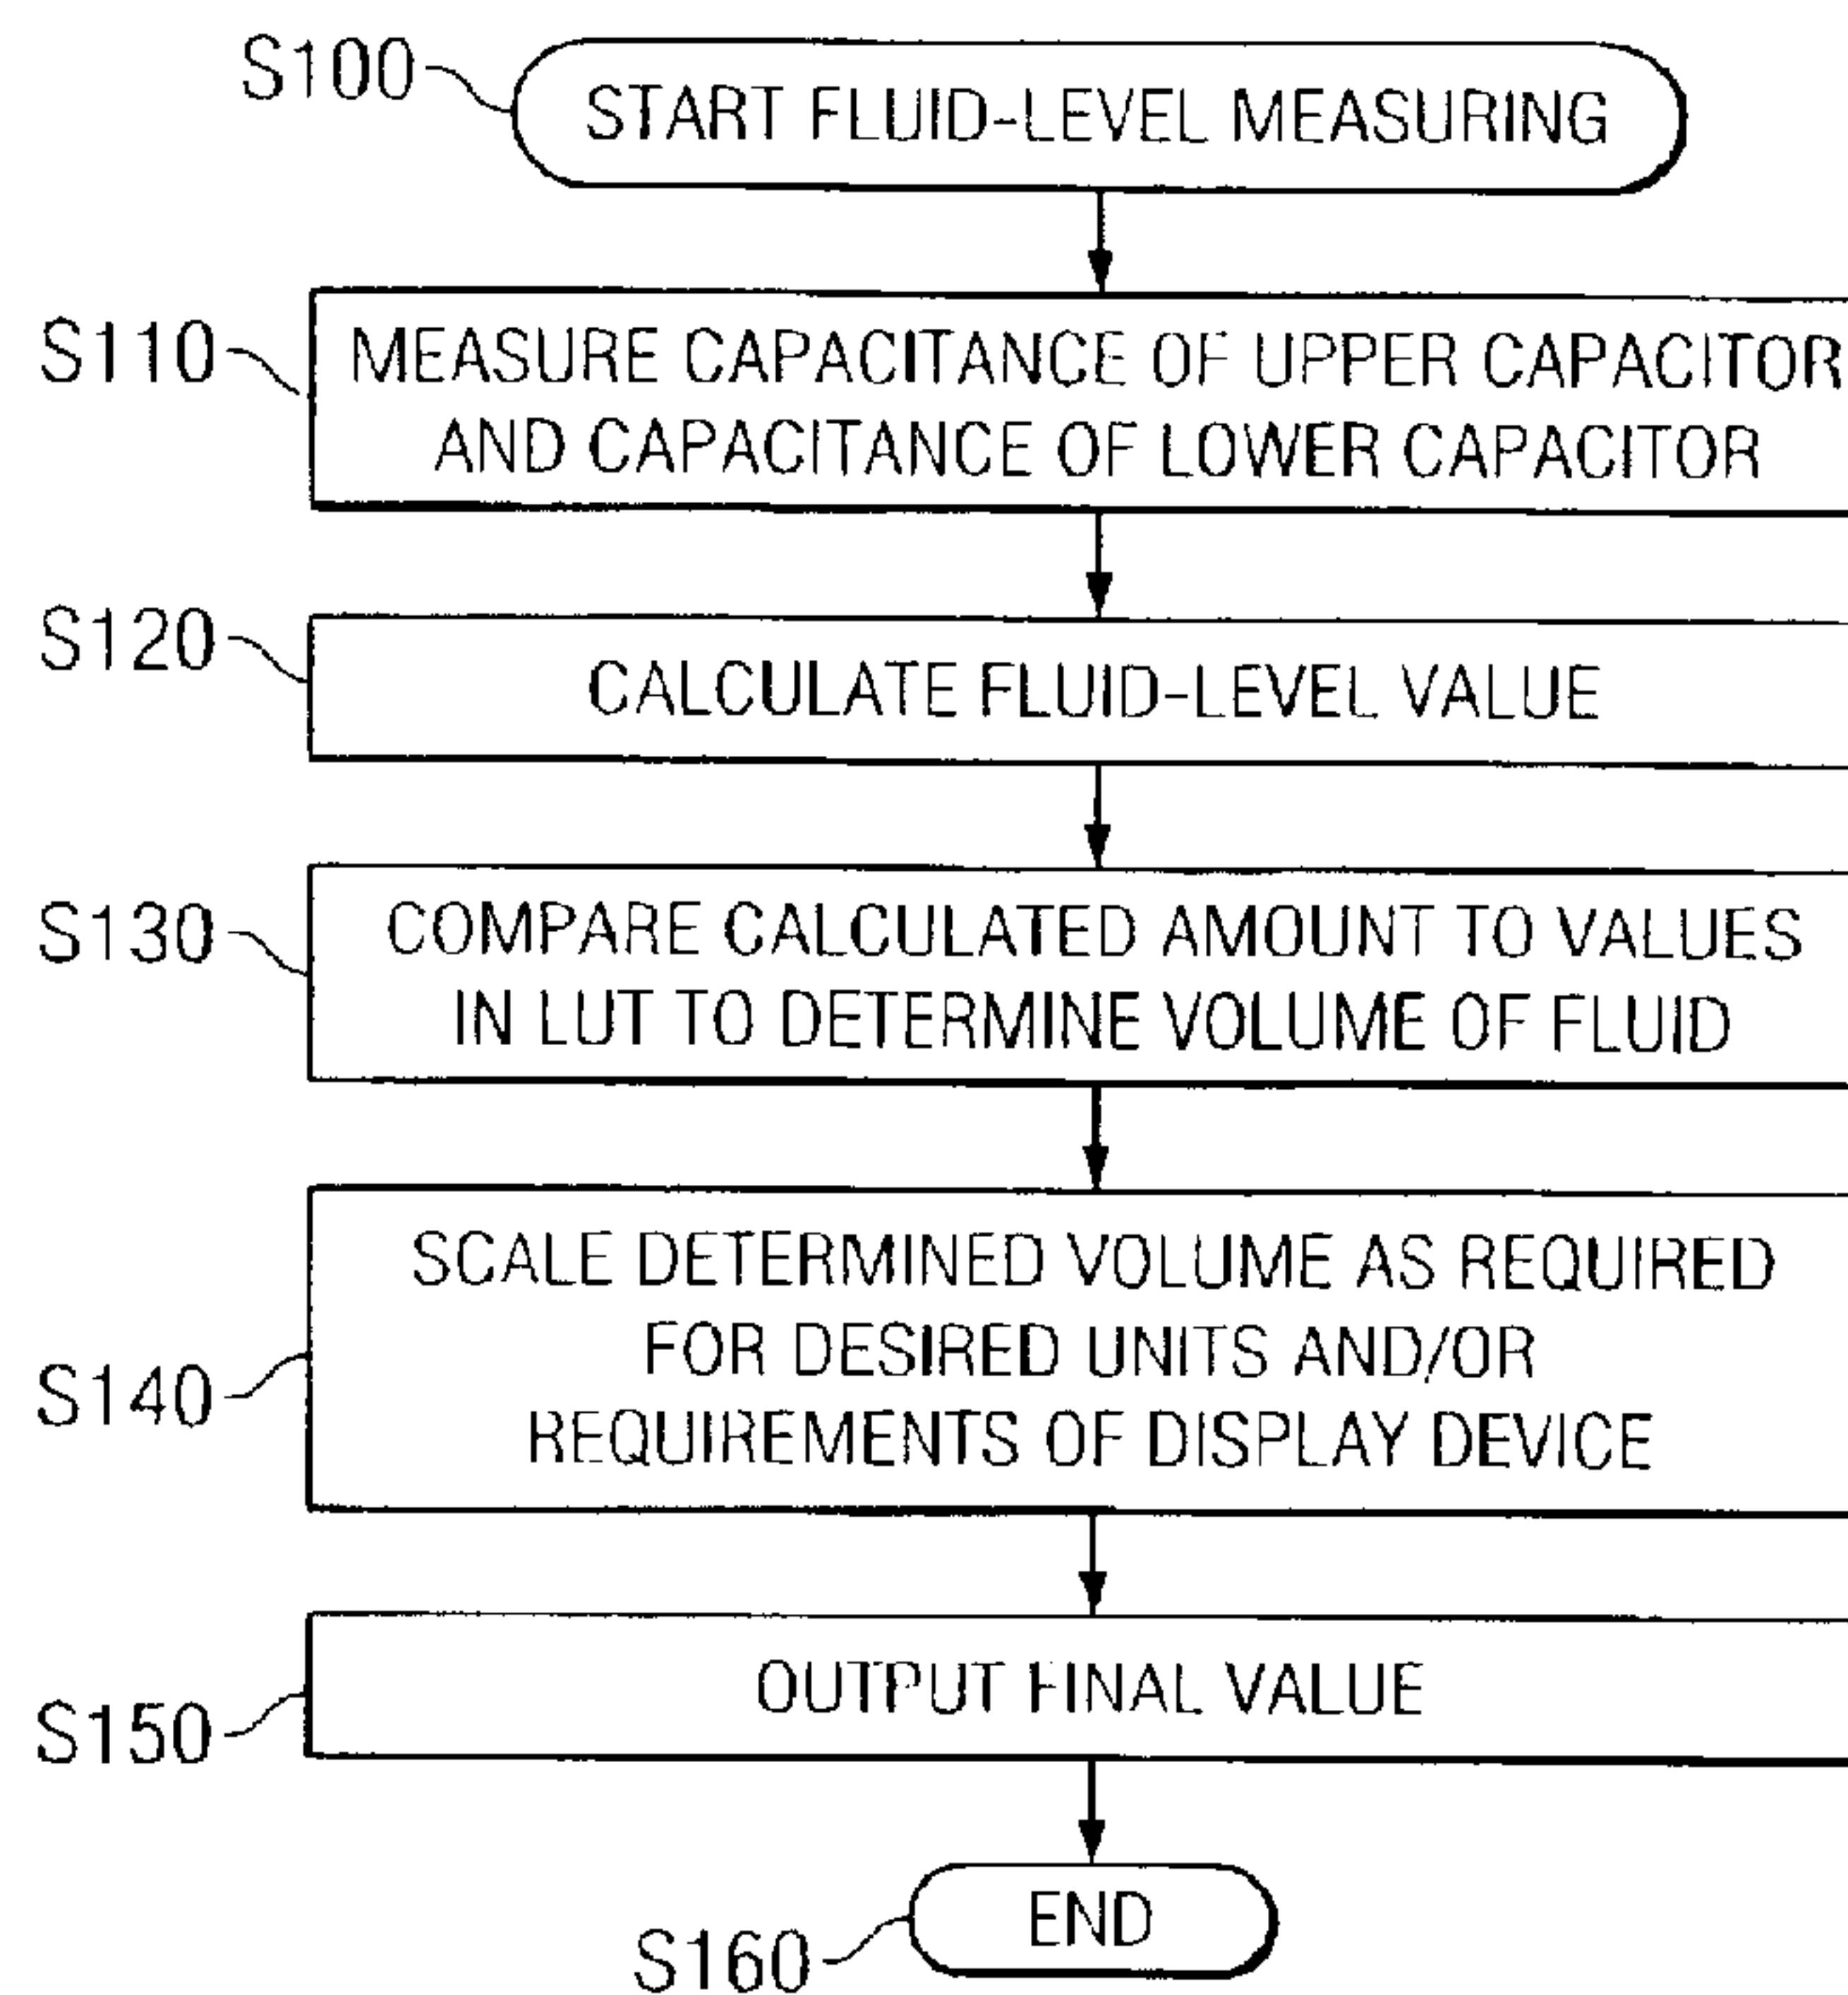 S100
START FLUID-LEVEL MEASURING
S110
MEASURE CAPACITANCE OF UPPER CAPACITOR
AND CAPACITANCE OF LOWER CAPACITOR
S120
CALCULATE FLUID-LEVEL VALUE
S130
COMPARE CALCULATED AMOUNT TO VALUES
IN LUT TO DETERMINE VOLUME OF FLUID
S140
SCALE DETERMINED VOLUME AS REQUIRED
FOR DESIRED UNITS AND/OR
REQUIREMENTS OF DISPLAY DEVICE
S150
OUTPUT FINAL VALUE
S160
END